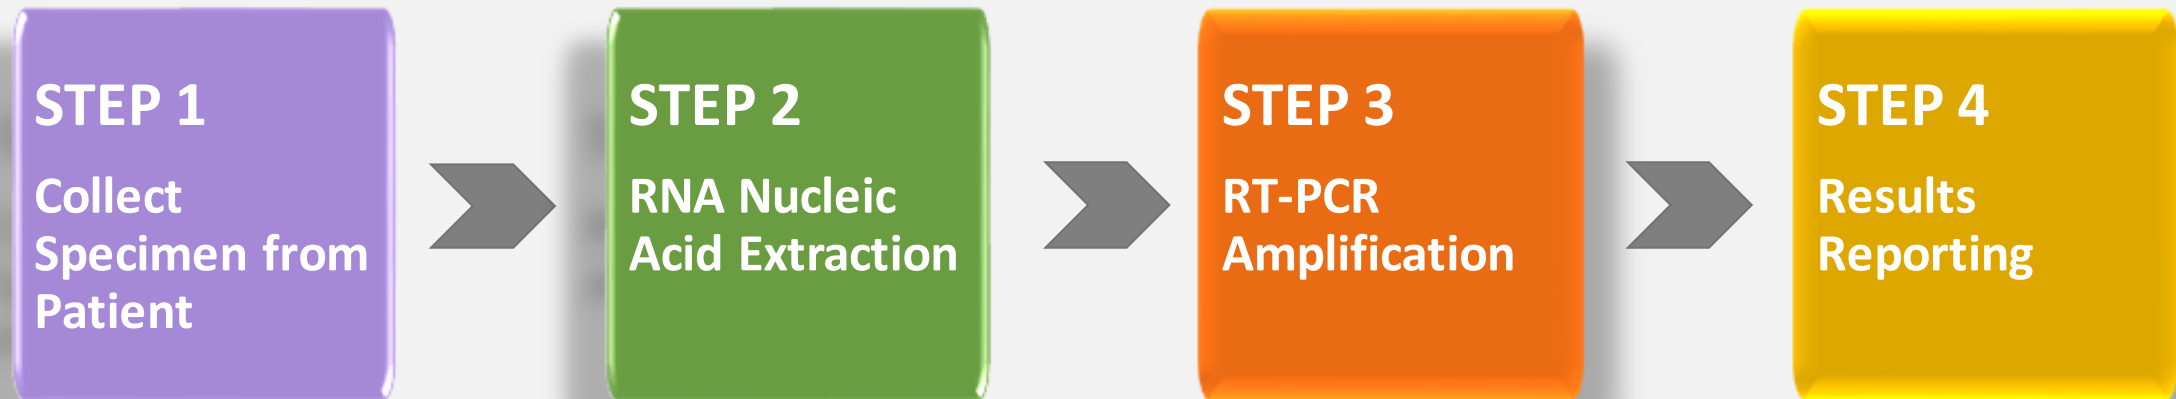 STEP 1
Collect
Specimen from
Patient
STEP 2
RNA Nucleic
Acid Extraction
STEP 3
RT-PCR
Amplification
STEP 4
Results
Reporting